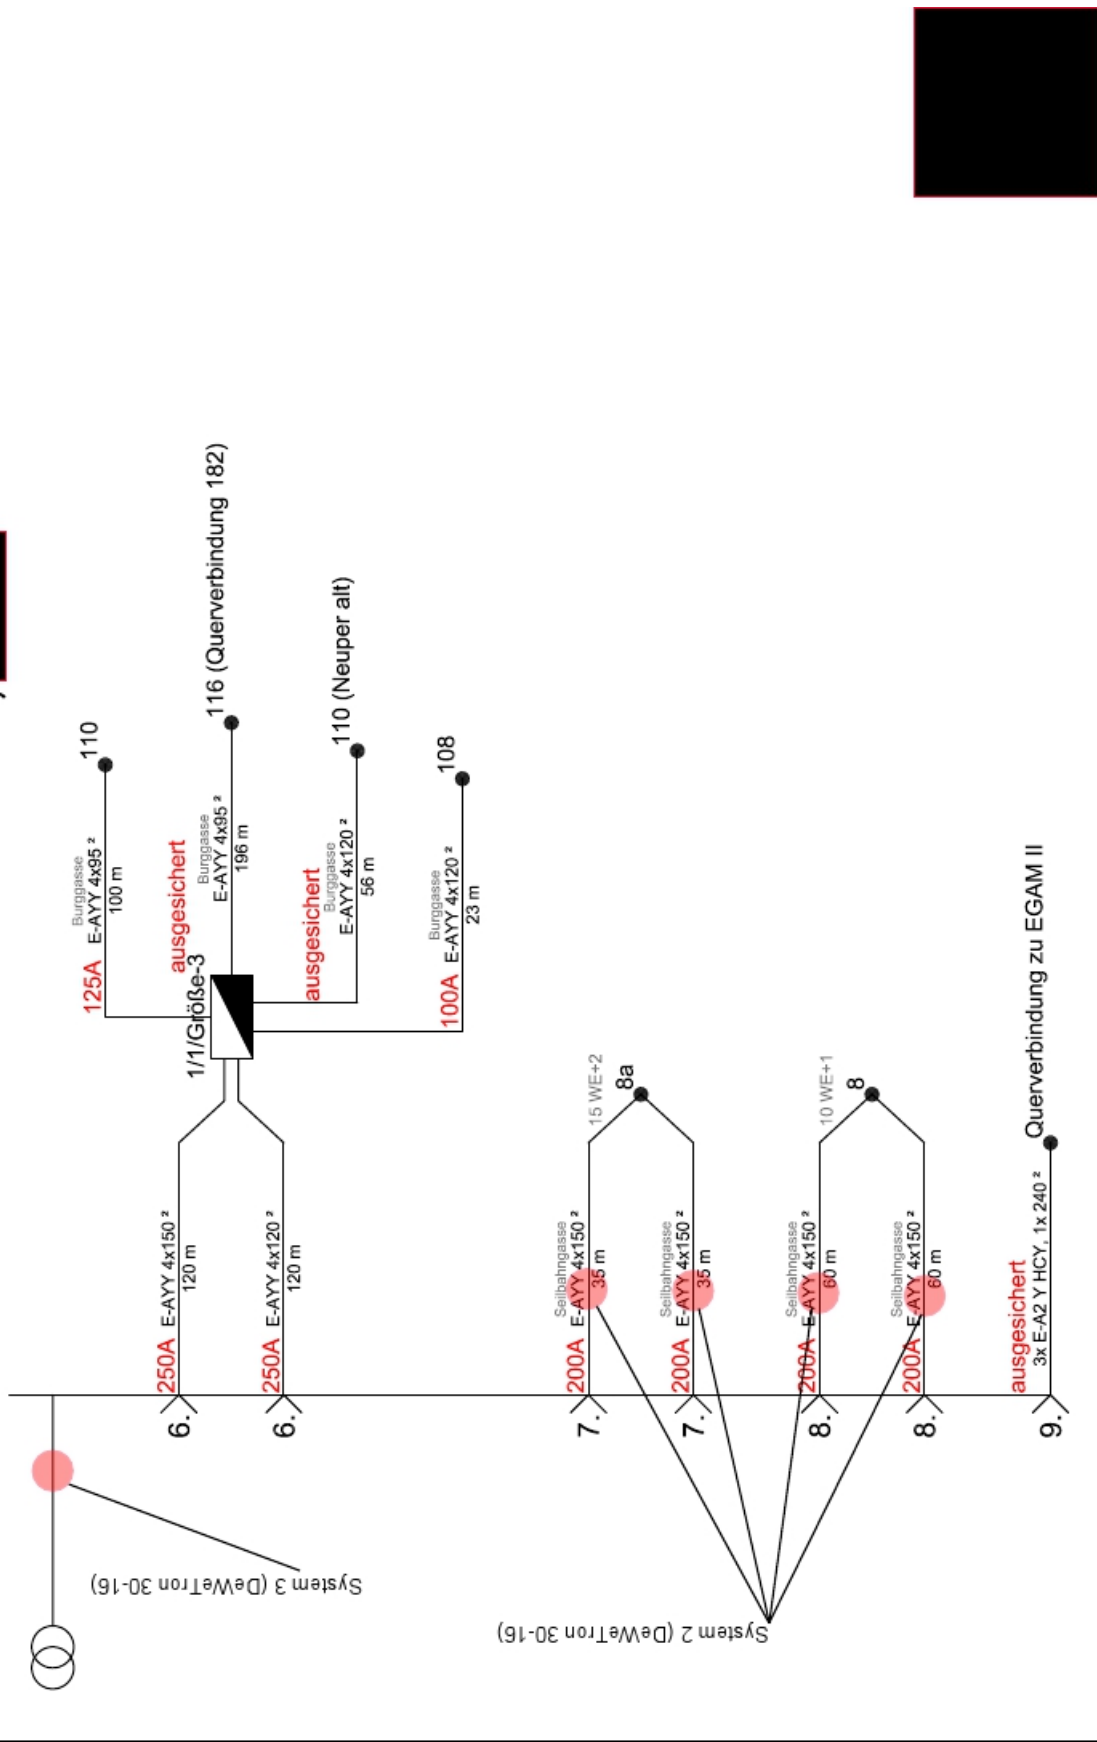 110
Burggasse
125A E-AYY 4x95 ²
100 m
116 (Querverbindung 182)
ausgesichert
Burggasse
E-AYY 4x95 ²
196 m
1/1/Größe-3
110 (Neuper alt)
ausgesichert
Burggasse
E-AYY 4x120 ²
56 m
108
Burggasse
100A E-AYY 4x120 ²
23 m
6. 250A E-AYY 4x150 ²
120 m
6. 250A E-AYY 4x120 ²
120 m
15 WE+2
8a
Seilbahngasse
7. 200A E-AYY 4x150 ²
35 m
Seilbahngasse
7. 200A E-AYY 4x150 ²
35 m
10 WE+1
8
Seilbahngasse
8. 200A E-AYY 4x150 ²
60 m
Seilbahngasse
8. 200A E-AYY 4x150 ²
60 m
Querverbindung zu EGAM II
ausgesichert
9. 3x E-A2 Y HCY, 1x 240 ²
System 3 (DeWeTron 30-16)
System 2 (DeWeTron 30-16)